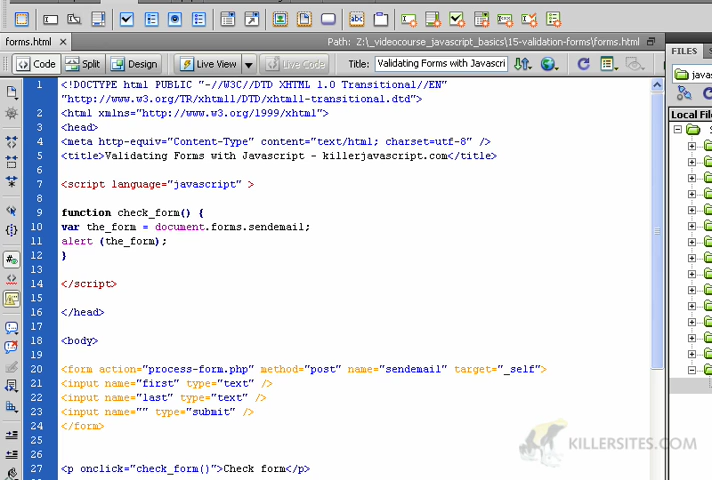 abc
forms.html
Path: Z:\_videocourse_javascript_basics\15-validation-forms\forms.html
Code Split Design Live View Live Code Title: Validating Forms with Javascri
FILES
javas
Local File
1 <!DOCTYPE html PUBLIC "-//W3C//DTD XHTML 1.0 Transitional//EN"
"http://www.w3.org/TR/xhtml1/DTD/xhtml1-transitional.dtd">
2 <html xmlns="http://www.w3.org/1999/xhtml">
3 <head>
4 <meta http-equiv="Content-Type" content="text/html; charset=utf-8" />
5 <title>Validating Forms with Javascript - killerjavascript.com</title>
6
7 <script language="javascript" >
8
9 function check_form() {
10 var the_form = document.forms.sendemail;
11 alert (the_form);
12 }
13
14 </script>
15
16 </head>
17
18 <body>
19
20 <form action="process-form.php" method="post" name="sendemail" target="_self">
21 <input name="first" type="text" />
22 <input name="last" type="text" />
23 <input name="" type="submit" />
24 </form>
25
26
27 <p onclick="check_form()">Check form</p>
KILLERSITES.COM